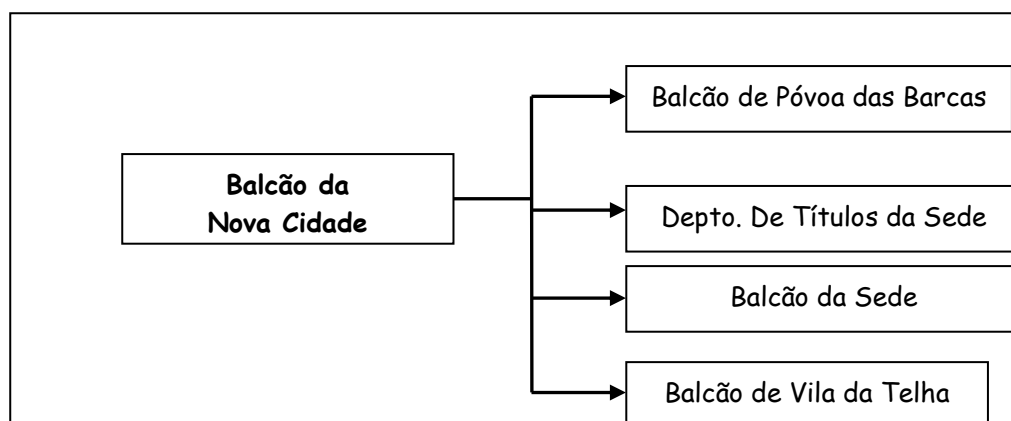 Balcão de Póvoa das Barcas
Balcão da
Nova Cidade
Depto. De Títulos da Sede
Balcão da Sede
Balcão de Vila da Telha